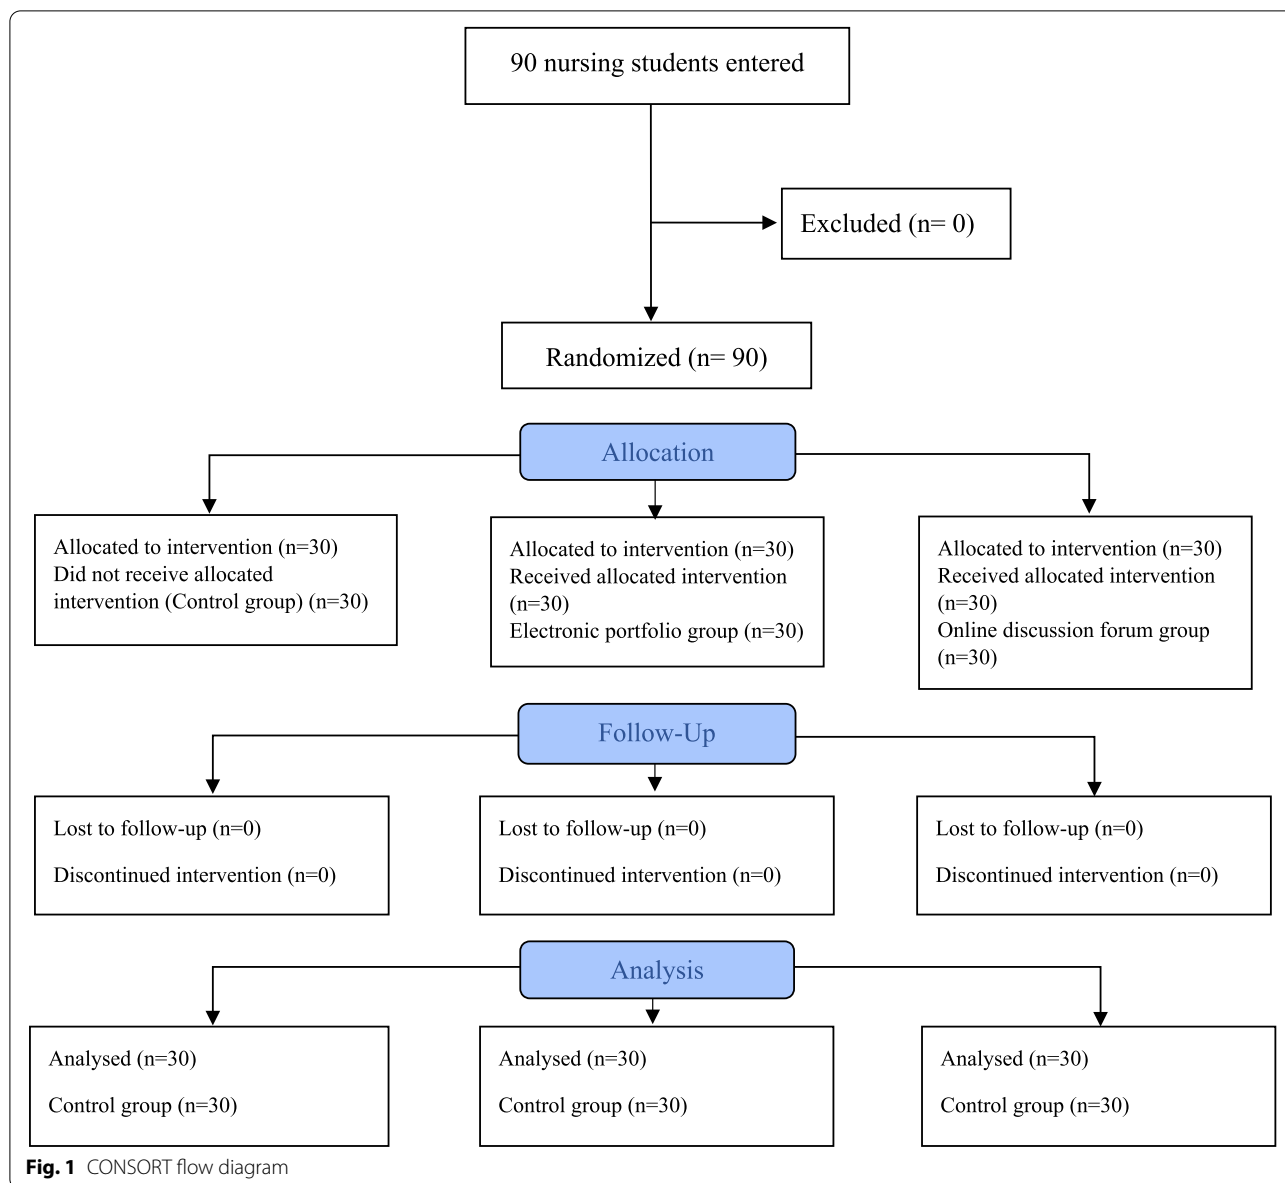 90 nursing students entered
Excluded (n= 0)
Randomized (n= 90)
Allocation
Allocated to intervention (n=30)
Did not receive allocated
intervention (Control group) (n=30)
Allocated to intervention (n=30)
Received allocated intervention
(n=30)
Electronic portfolio group (n=30)
Allocated to intervention (n=30)
Received allocated intervention
(n=30)
Online discussion forum group
(n=30)
Follow-Up
Lost to follow-up (n=0)
Discontinued intervention (n=0)
Lost to follow-up (n=0)
Discontinued intervention (n=0)
Lost to follow-up (n=0)
Discontinued intervention (n=0)
Analysis
Analysed (n=30)
Control group (n=30)
Analysed (n=30)
Control group (n=30)
Analysed (n=30)
Control group (n=30)
Fig. 1 CONSORT flow diagram